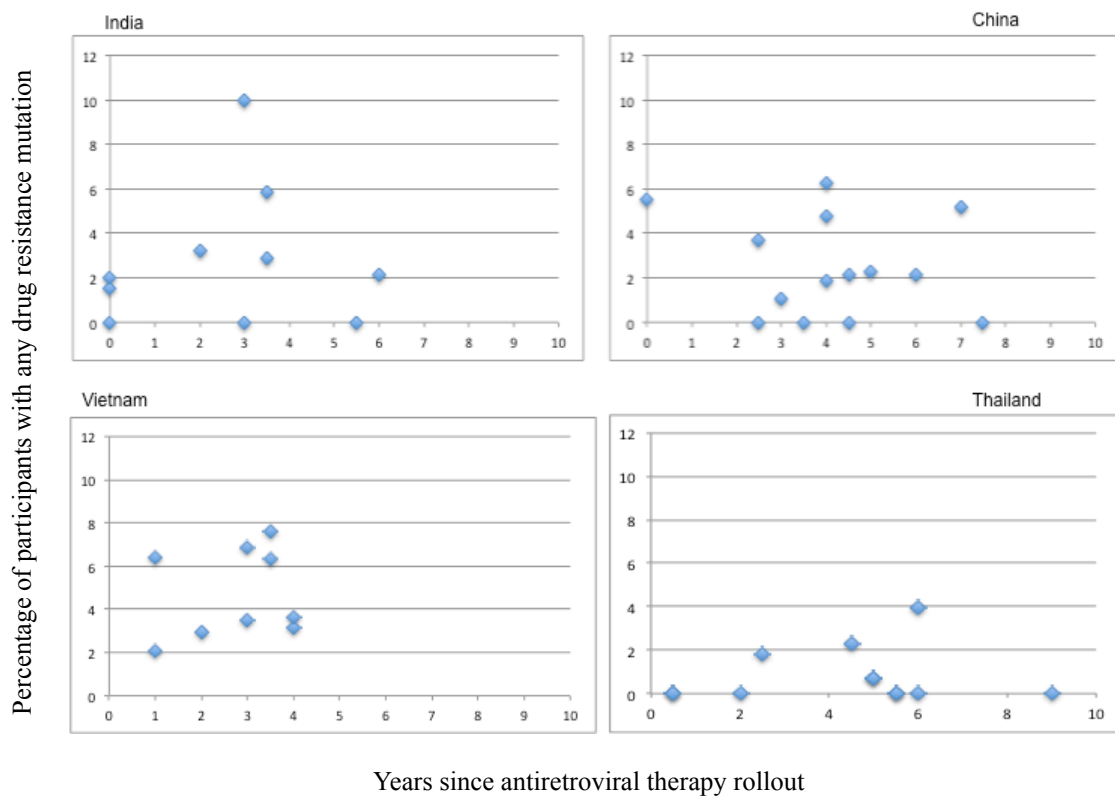 India
China
12
10
8
6
4
2
0
0 1 2 3 4 5 6 7 8 9 10
12
10
8
6
4
2
0
0 1 2 3 4 5 6 7 8 9 10
Vietnam
Thailand
12
10
8
6
4
2
0
0 1 2 3 4 5 6 7 8 9 10
12
10
8
6
4
2
0
0 2 4 6 8 10
Percentage of participants with any drug resistance mutation
Years since antiretroviral therapy rollout